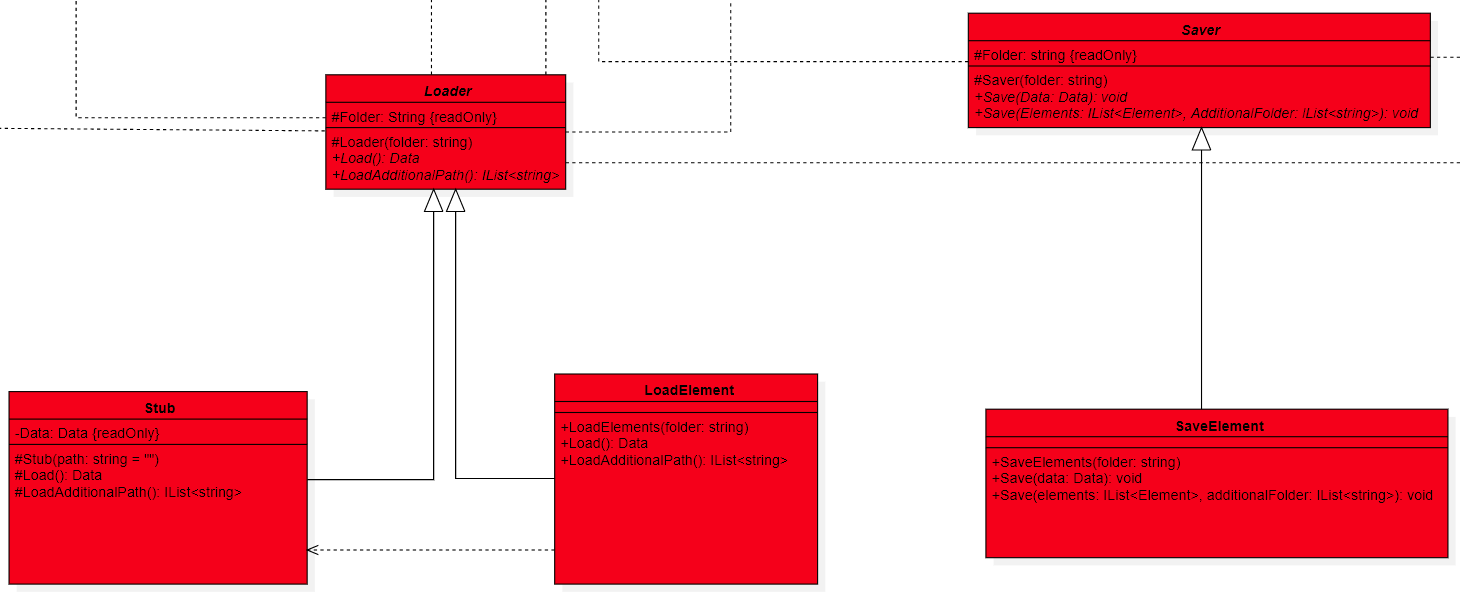 Loader
#Folder: String {readOnly}
#Loader(folder: string)
+Load(): Data
+LoadAdditionalPath(): IList<string>
Saver
#Folder: string {readOnly}
#Saver(folder: string)
+Save(Data: Data): void
+Save(Elements: IList<Element>, AdditionalFolder: IList<string>): void
Stub
-Data: Data {readOnly}
#Stub(path: string = "")
#Load(): Data
#LoadAdditionalPath(): IList<string>
LoadElement
+LoadElements(folder: string)
+Load(): Data
+LoadAdditionalPath(): IList<string>
SaveElement
+SaveElements(folder: string)
+Save(data: Data): void
+Save(elements: IList<Element>, additionalFolder: IList<string>): void